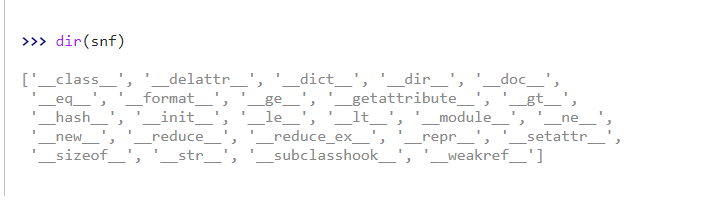 >>> dir(snf)
['__class__', '__delattr__', '__dict__', '__dir__', '__doc__',
'__eq__', '__format__', '__ge__', '__getattribute__', '__gt__',
'__hash__', '__init__', '__le__', '__lt__', '__module__', '__ne__',
'__new__', '__reduce__', '__reduce_ex__', '__repr__', '__setattr__',
'__sizeof__', '__str__', '__subclasshook__', '__weakref__']